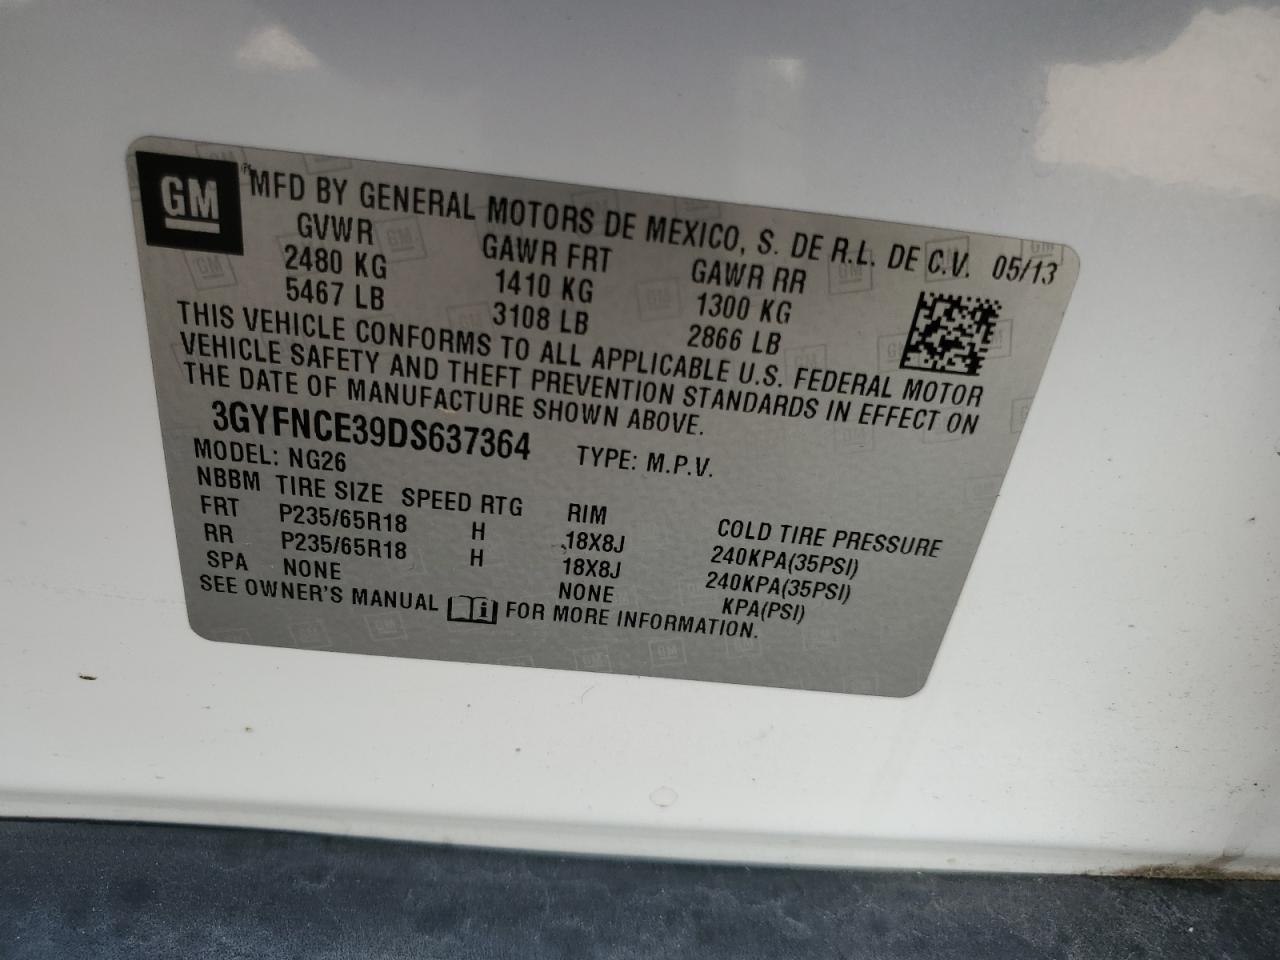 GM
MFD BY GENERAL MOTORS DE MEXICO, S. DE R.L. DE C.V. 05/13
GVWR GAWR FRT GAWR RR
2480 KG 1410 KG 1300 KG
5467 LB 3108 LB 2866 LB
THIS VEHICLE CONFORMS TO ALL APPLICABLE U.S. FEDERAL MOTOR
VEHICLE SAFETY AND THEFT PREVENTION STANDARDS IN EFFECT ON
THE DATE OF MANUFACTURE SHOWN ABOVE.
3GYFNCE39DS637364 TYPE: M.P.V.
MODEL: NG26
NBBM TIRE SIZE SPEED RTG RIM COLD TIRE PRESSURE
FRT P235/65R18 H 18X8J 240KPA(35PSI)
RR P235/65R18 H 18X8J 240KPA(35PSI)
SPA NONE NONE KPA(PSI)
SEE OWNER'S MANUAL i FOR MORE INFORMATION.